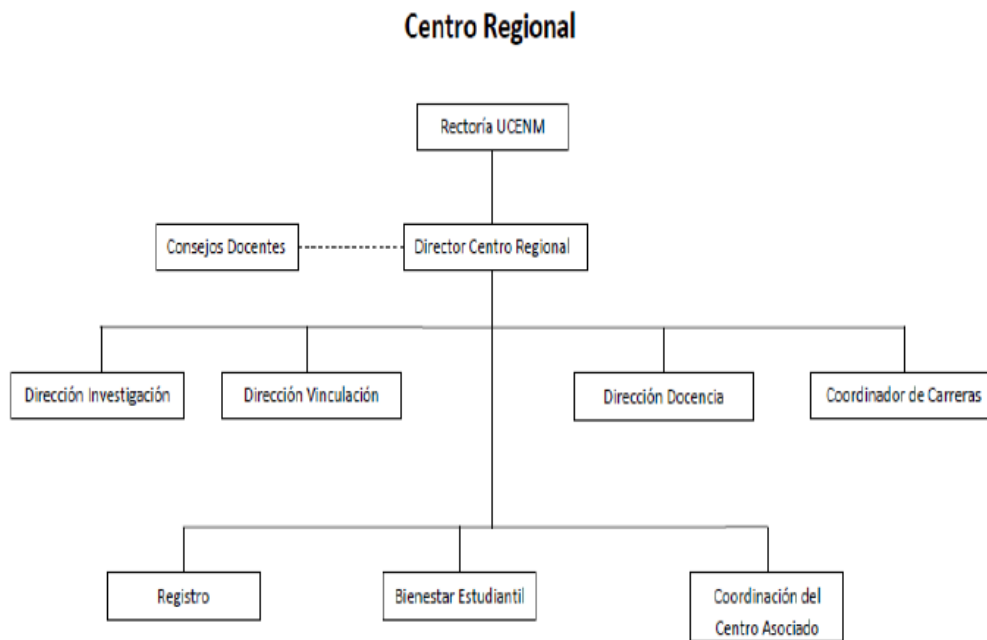 Centro Regional
Rectoría UCENM
Consejos Docentes
Director Centro Regional
Dirección Investigación
Dirección Vinculación
Dirección Docencia
Coordinador de Carreras
Registro
Bienestar Estudiantil
Coordinación del
Centro Asociado